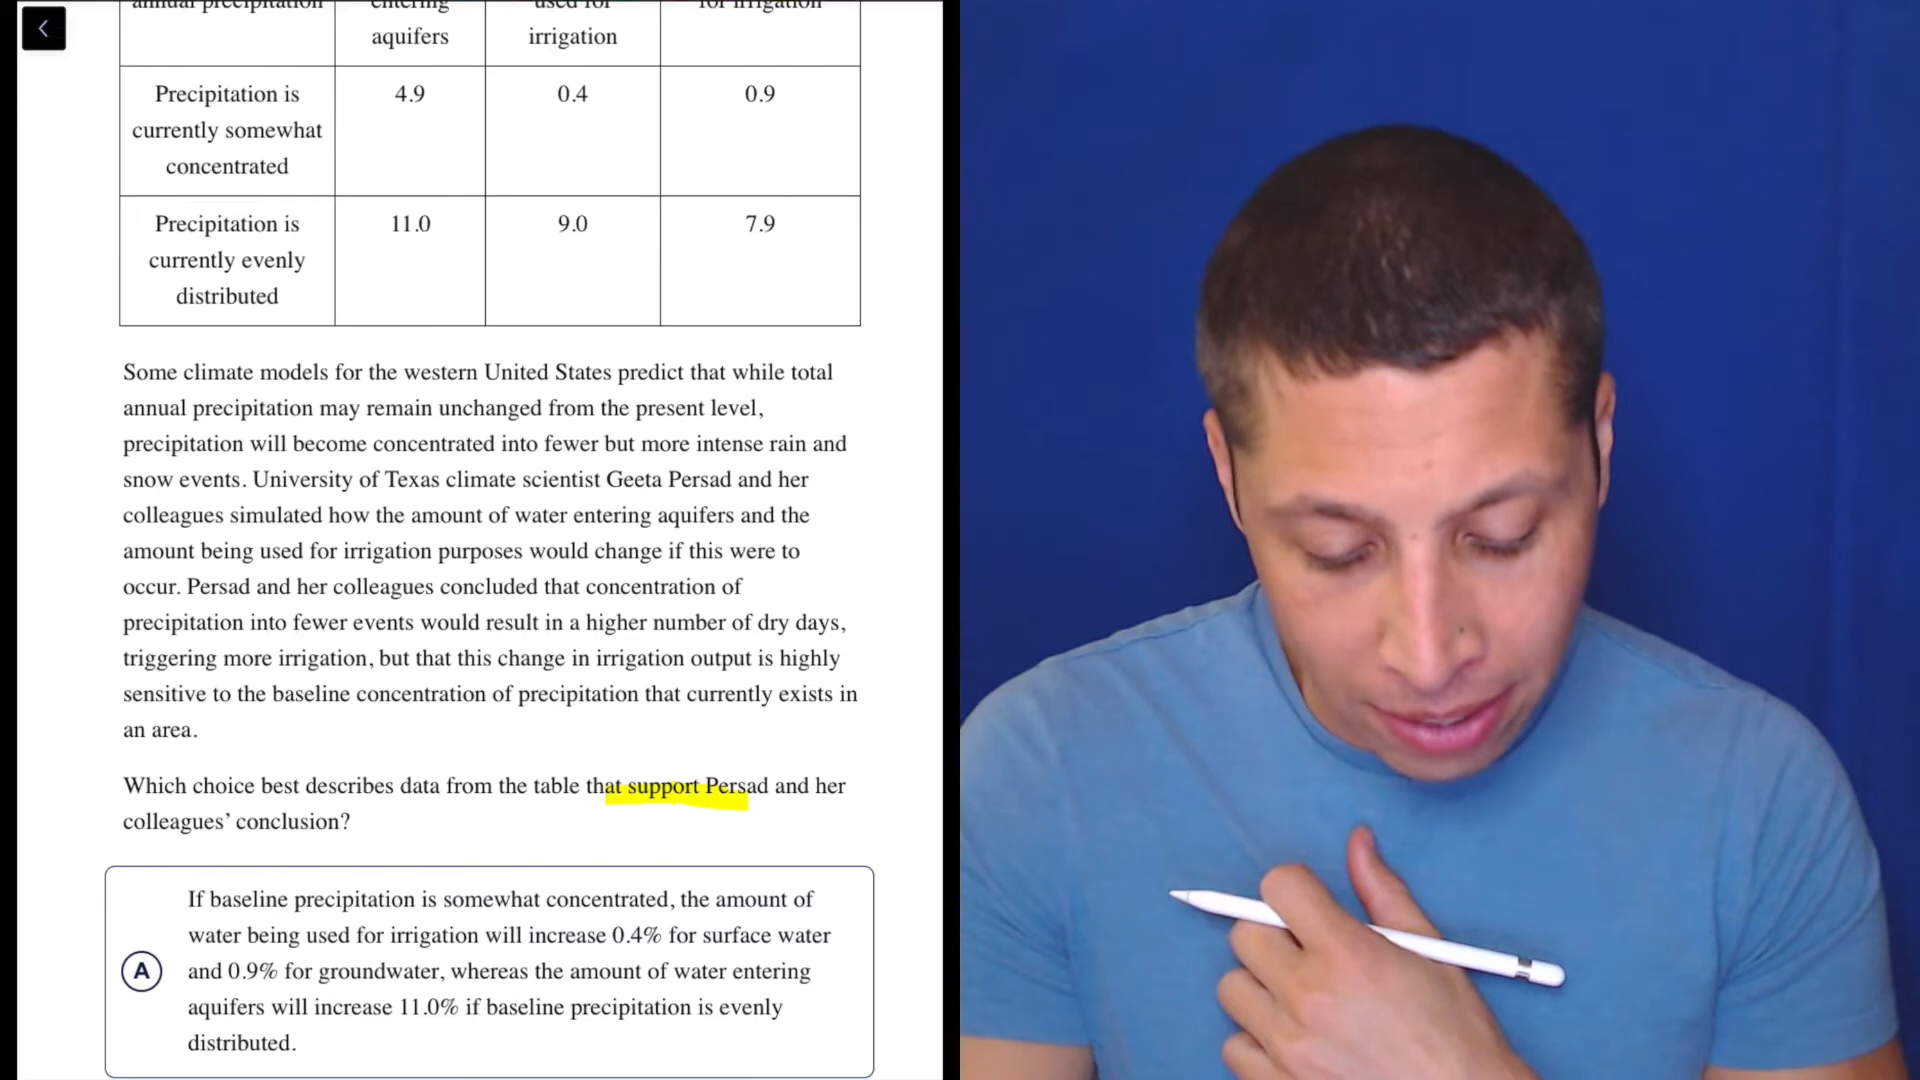 annual precipitation
entering
aquifers
used for
irrigation
for irrigation
Precipitation is
currently somewhat
concentrated
4.9
0.4
0.9
Precipitation is
currently evenly
distributed
11.0
9.0
7.9
Some climate models for the western United States predict that while total
annual precipitation may remain unchanged from the present level,
precipitation will become concentrated into fewer but more intense rain and
snow events. University of Texas climate scientist Geeta Persad and her
colleagues simulated how the amount of water entering aquifers and the
amount being used for irrigation purposes would change if this were to
occur. Persad and her colleagues concluded that concentration of
precipitation into fewer events would result in a higher number of dry days,
triggering more irrigation, but that this change in irrigation output is highly
sensitive to the baseline concentration of precipitation that currently exists in
an area.
Which choice best describes data from the table that support Persad and her
colleagues’ conclusion?
A
If baseline precipitation is somewhat concentrated, the amount of
water being used for irrigation will increase 0.4% for surface water
and 0.9% for groundwater, whereas the amount of water entering
aquifers will increase 11.0% if baseline precipitation is evenly
distributed.